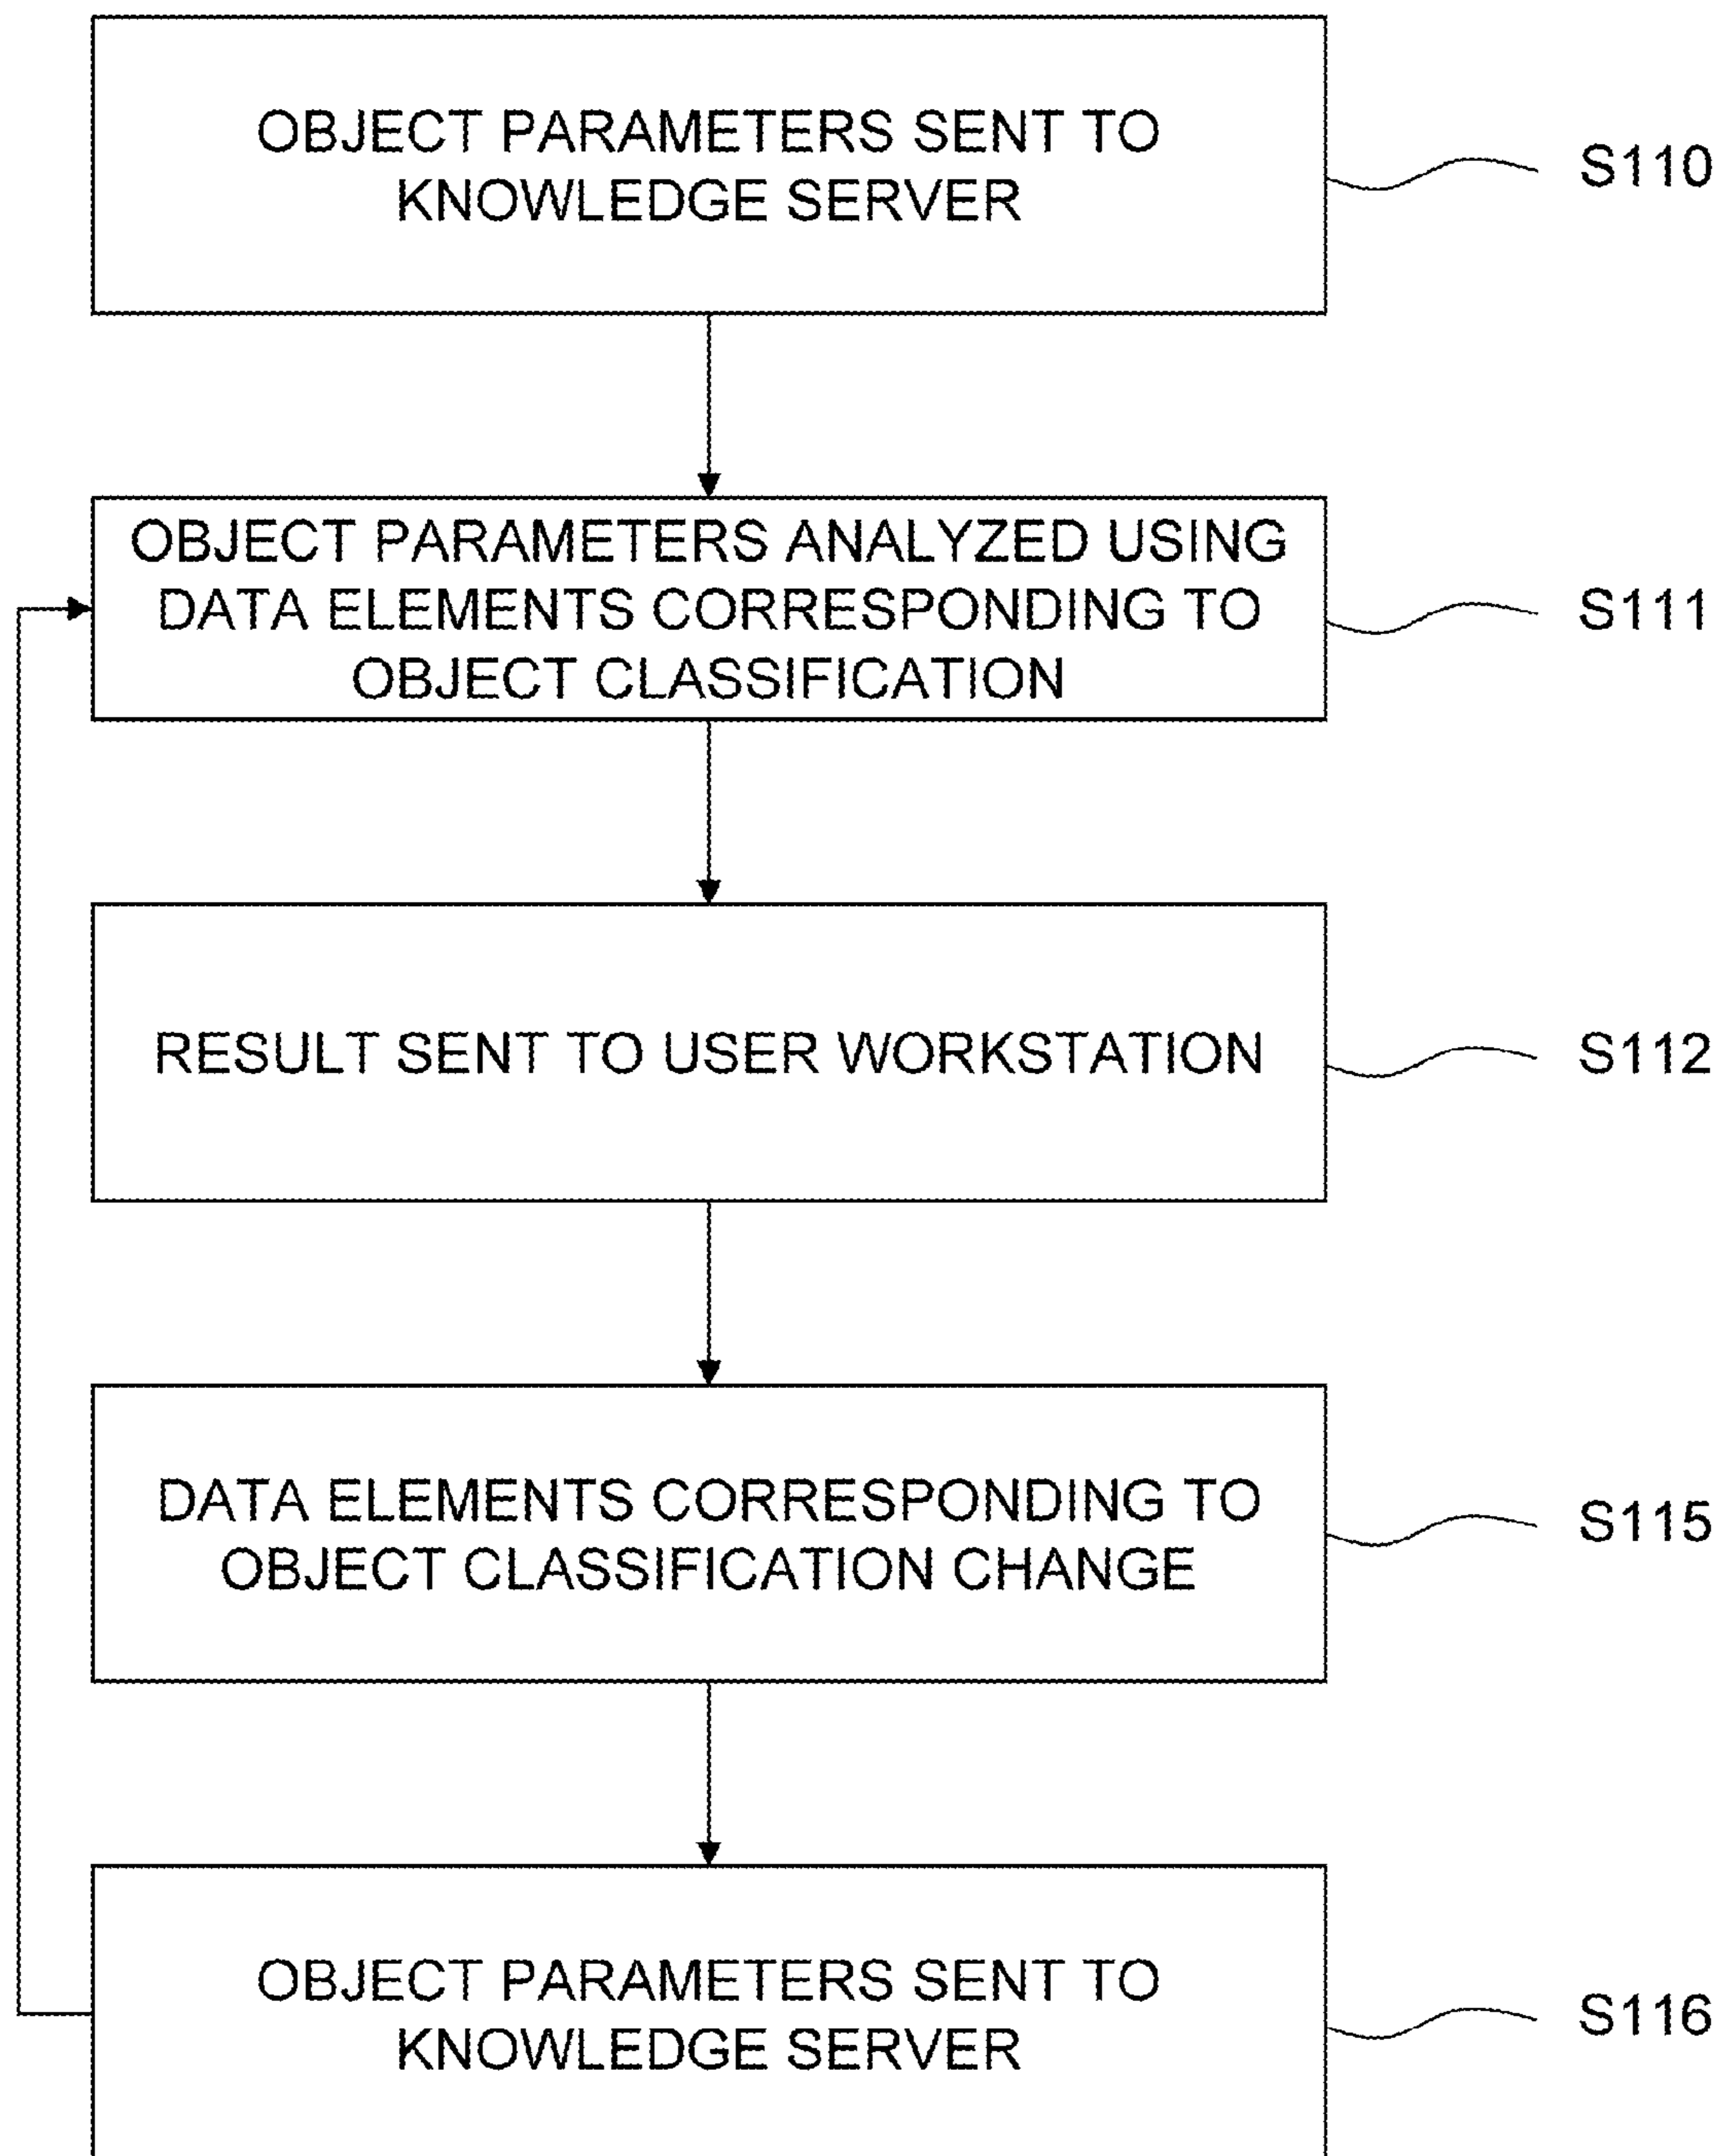 OBJECT PARAMETERS SENT TO
KNOWLEDGE SERVER
S110
OBJECT PARAMETERS ANALYZED USING
DATA ELEMENTS CORRESPONDING TO
OBJECT CLASSIFICATION
S111
RESULT SENT TO USER WORKSTATION
S112
DATA ELEMENTS CORRESPONDING TO
OBJECT CLASSIFICATION CHANGE
S115
OBJECT PARAMETERS SENT TO
KNOWLEDGE SERVER
S116